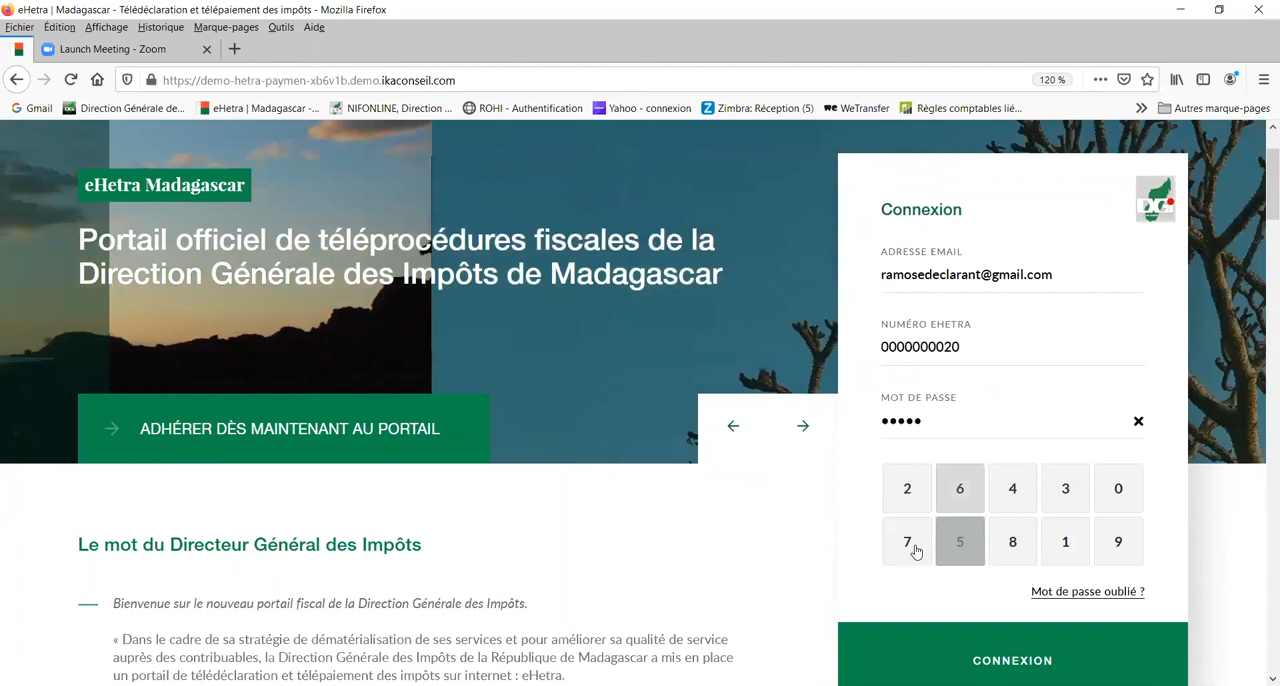 eHetra | Madagascar - Télédéclaration et télépaiement des impôts - Mozilla Firefox
Fichier Édition Affichage Historique Marque-pages Outils Aide
Launch Meeting - Zoom
https://demo-hetra-paymen-xb6v1b.demo.ikaconseil.com 120 %
Gmail Direction Générale de... eHetra | Madagascar -... NIFONLINE, Direction ... ROHI - Authentification Yahoo - connexion Zimbra: Réception (5) WeTransfer Règles comptables lié... Autres marque-pages
eHetra Madagascar
Portail officiel de téléprocédures fiscales de la
Direction Générale des Impôts de Madagascar
ADHÉRER DÈS MAINTENANT AU PORTAIL
Connexion
ADRESSE EMAIL
ramosedeclarant@gmail.com
NUMÉRO EHETRA
0000000020
MOT DE PASSE
•••••
2 6 4 3 0
7 5 8 1 9
Mot de passe oublié ?
CONNEXION
Le mot du Directeur Général des Impôts
Bienvenue sur le nouveau portail fiscal de la Direction Générale des Impôts.
« Dans le cadre de sa stratégie de dématérialisation de ses services et pour améliorer sa qualité de service
auprès des contribuables, la Direction Générale des Impôts de la République de Madagascar a mis en place
un portail de télédéclaration et télépaiement des impôts sur internet : eHetra.